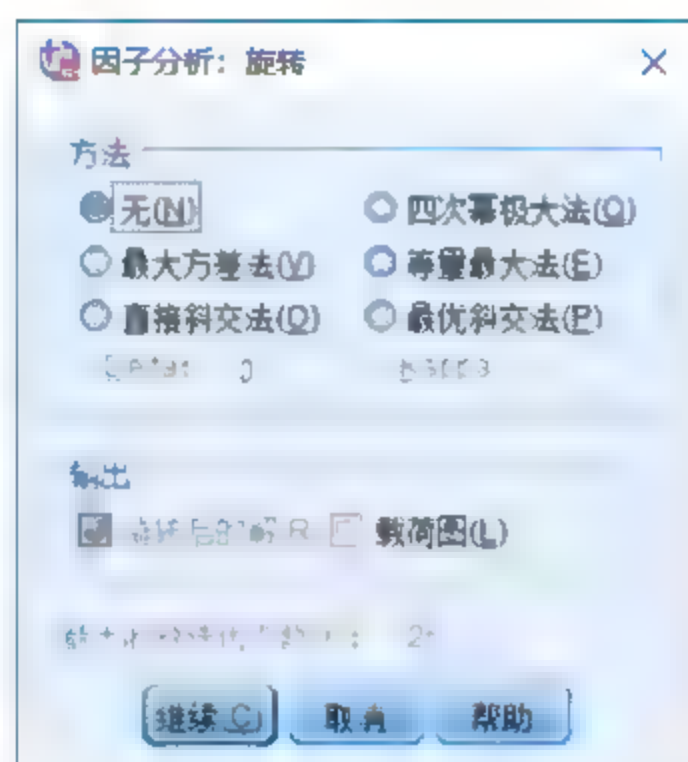 因子分析：旋转
方法
无(N) 四次幂极大法(Q)
最大方差法(V) 等量最大法(E)
直接斜交法(O) 最优斜交法(P)
输出
载荷图(L)
继续(C) 取消 帮助